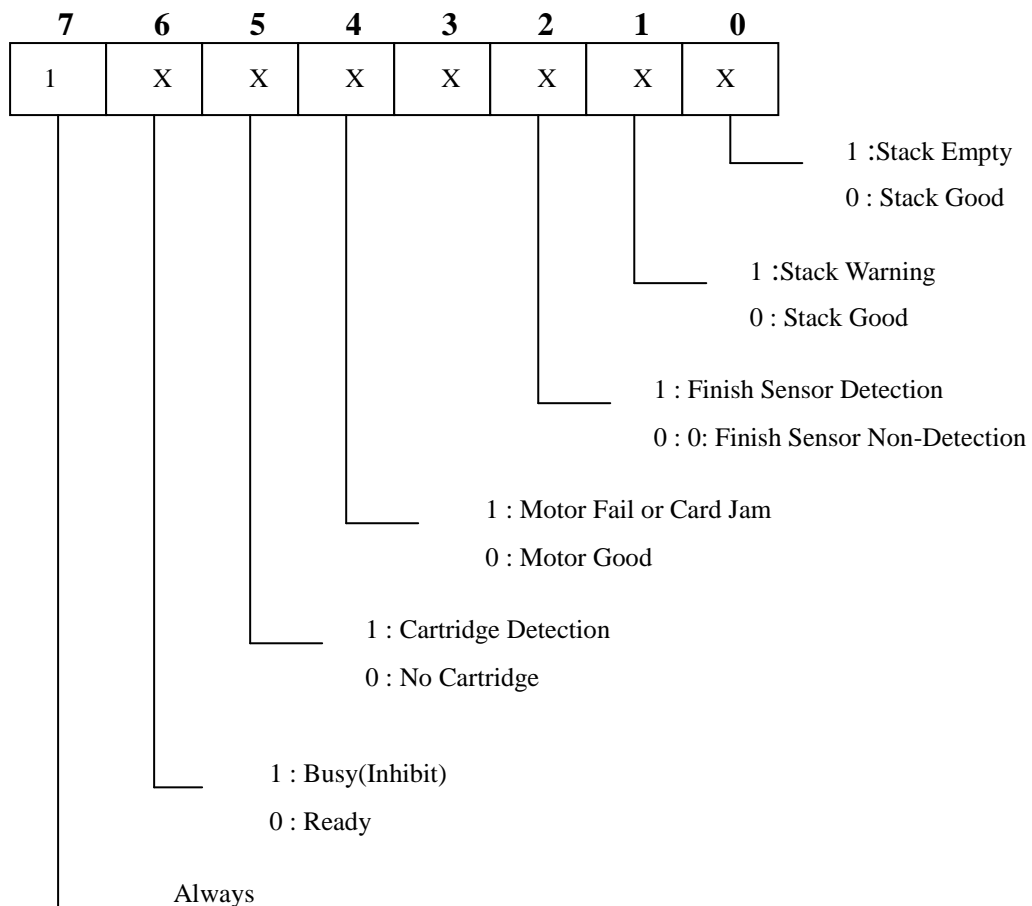 7 6 5 4 3 2 1 0
1 X X X X X X X
1 :Stack Empty
0 : Stack Good
1 :Stack Warning
0 : Stack Good
1 : Finish Sensor Detection
0 : 0: Finish Sensor Non-Detection
1 : Motor Fail or Card Jam
0 : Motor Good
1 : Cartridge Detection
0 : No Cartridge
1 : Busy(Inhibit)
0 : Ready
Always